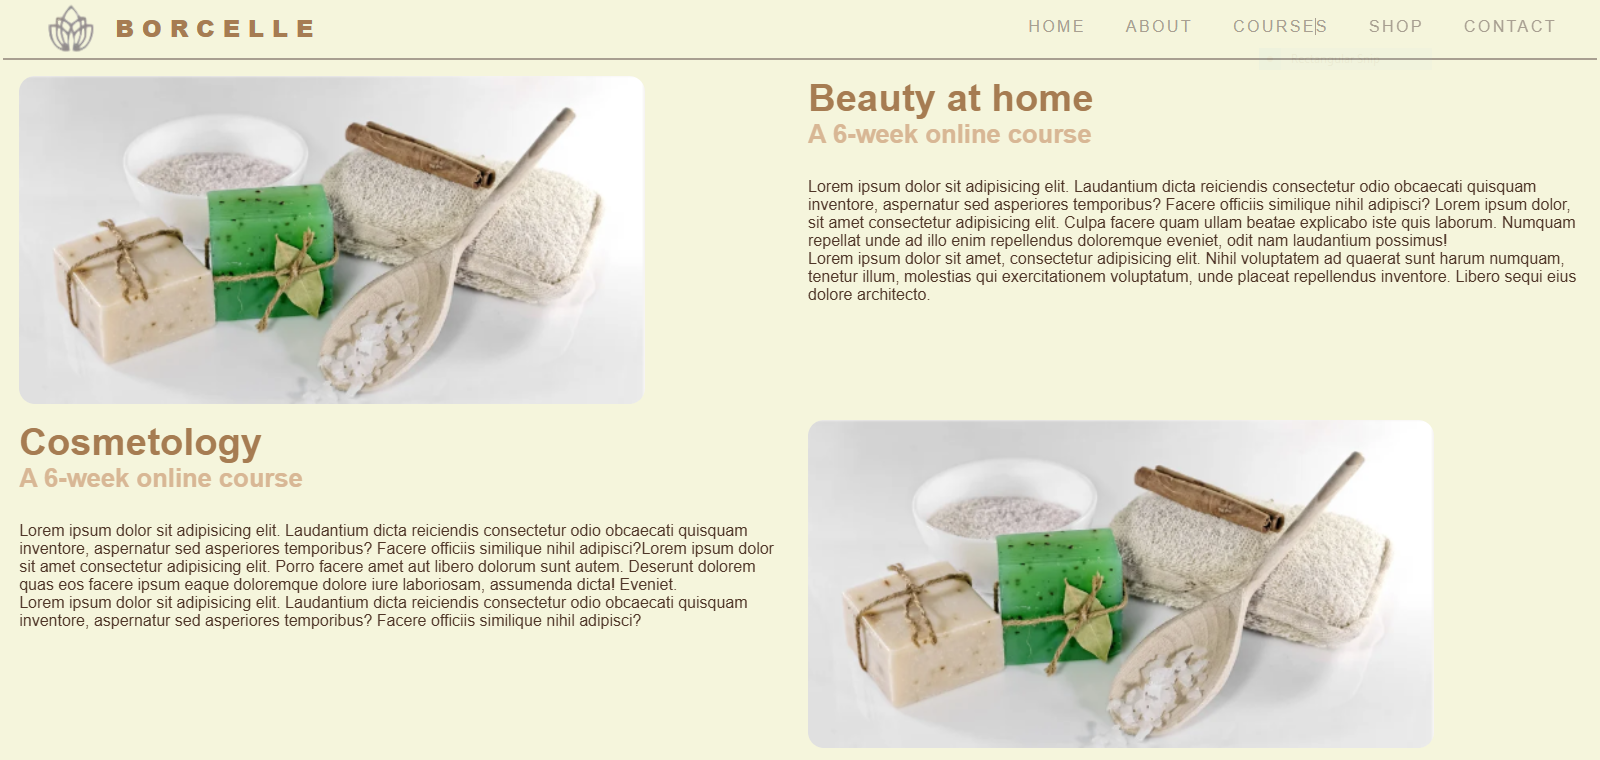 BORCELLE
HOME ABOUT COURSES SHOP CONTACT
Beauty at home
A 6-week online course
Lorem ipsum dolor sit adipisicing elit. Laudantium dicta reiciendis consectetur odio obcaecati quisquam
inventore, aspernatur sed asperiores temporibus? Facere officiis similique nihil adipisci? Lorem ipsum dolor,
sit amet consectetur adipisicing elit. Culpa facere quam ullam beatae explicabo iste quis laborum. Numquam
repellat unde ad illo enim repellendus doloremque eveniet, odit nam laudantium possimus!
Lorem ipsum dolor sit amet, consectetur adipisicing elit. Nihil voluptatem ad quaerat sunt harum numquam,
tenetur illum, molestias qui exercitationem voluptatum, unde placeat repellendus inventore. Libero sequi eius
dolore architecto.
Cosmetology
A 6-week online course
Lorem ipsum dolor sit adipisicing elit. Laudantium dicta reiciendis consectetur odio obcaecati quisquam
inventore, aspernatur sed asperiores temporibus? Facere officiis similique nihil adipisci?Lorem ipsum dolor
sit amet consectetur adipisicing elit. Porro facere amet aut libero dolorum sunt autem. Deserunt dolorem
quas eos facere ipsum eaque doloremque dolore iure laboriosam, assumenda dicta! Eveniet.
Lorem ipsum dolor sit adipisicing elit. Laudantium dicta reiciendis consectetur odio obcaecati quisquam
inventore, aspernatur sed asperiores temporibus? Facere officiis similique nihil adipisci?